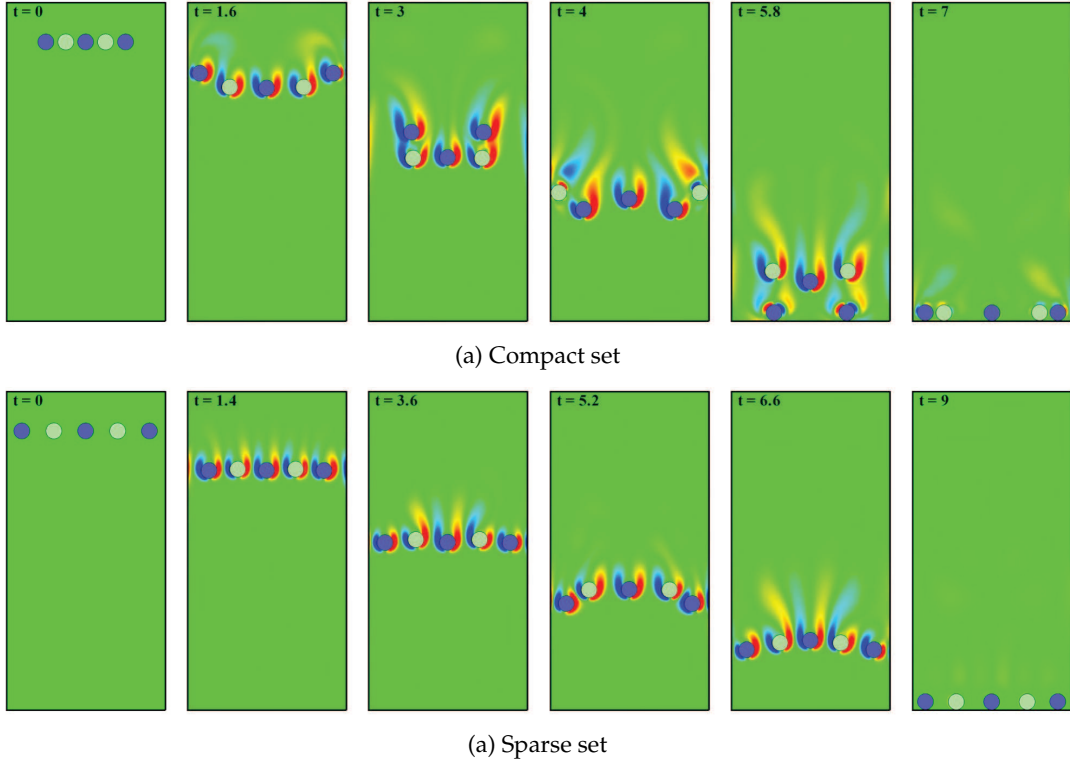 t = 0 t = 1.6 t = 3 t = 4 t = 5.8 t = 7
(a) Compact set
t = 0 t = 1.4 t = 3.6 t = 5.2 t = 6.6 t = 9
(a) Sparse set